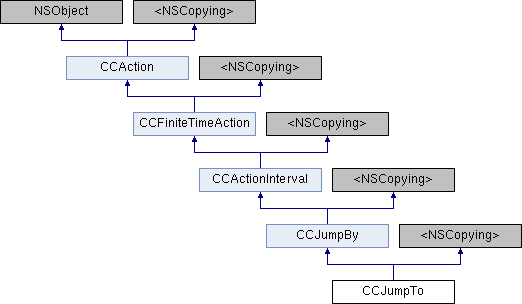 NSObject <NSCopying>
CCAction <NSCopying>
CCFiniteTimeAction <NSCopying>
CCActionInterval <NSCopying>
CCJumpBy <NSCopying>
CCJumpTo